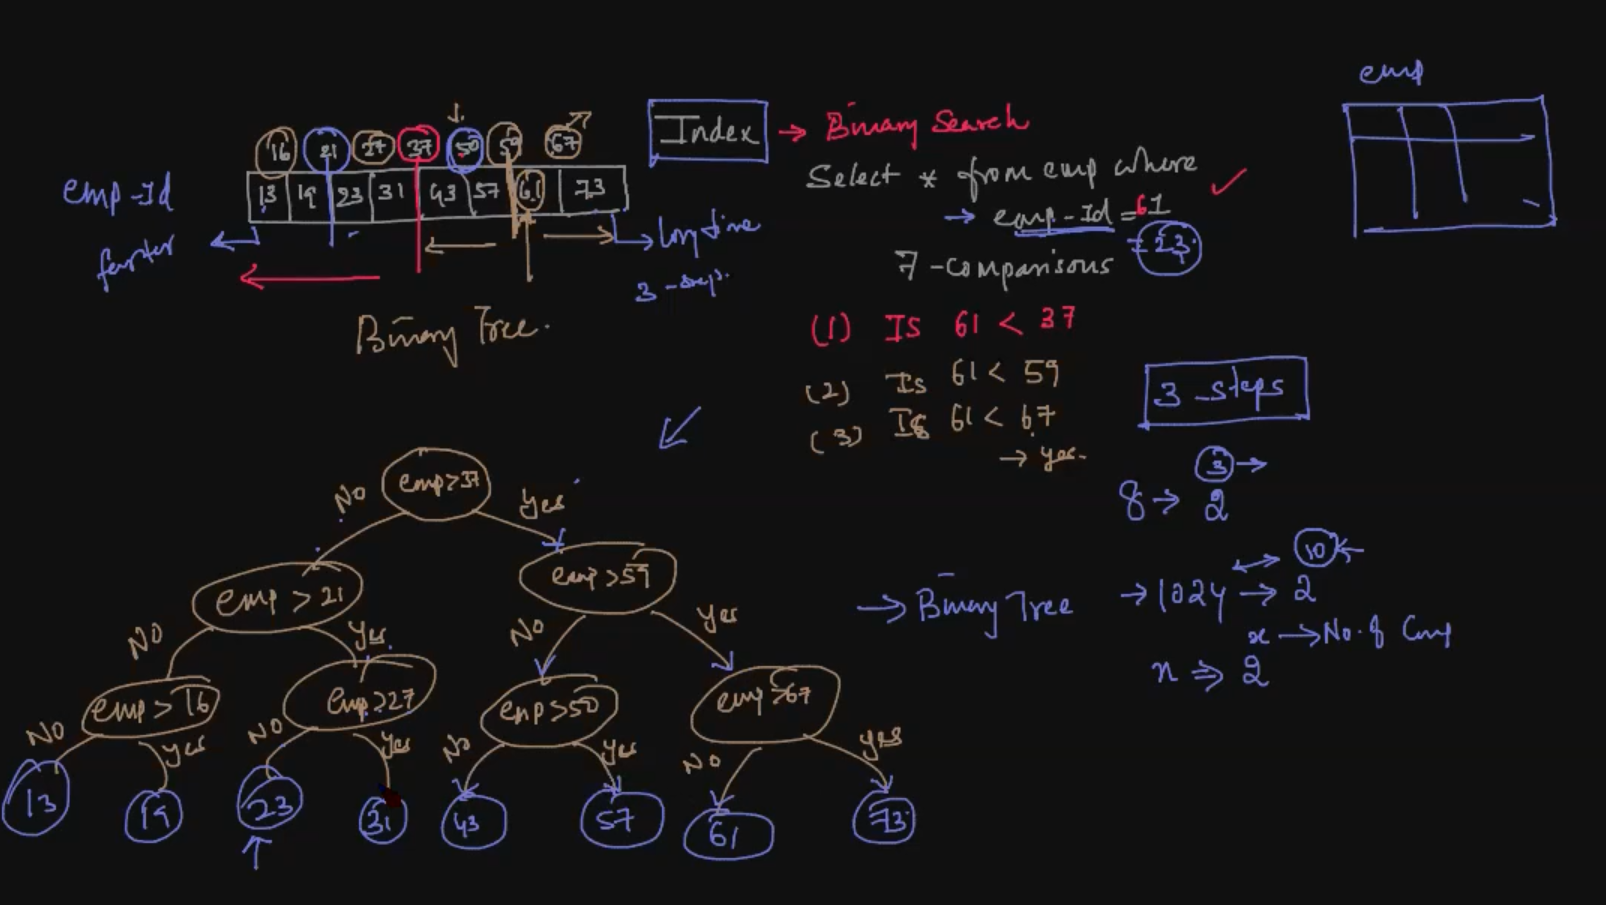 emp
Index → Binary Search
16 21 27 37 50 59 67
emp-Id 13 19 23 31 43 57 61 73
Select * from emp where
→ emp-Id = 61
= 23
faster
long time
3-steps.
7-comparisons
Binary Tree.
(1) Is 61 < 37
(2) Is 61 < 59
(3) Is 61 < 67
→ yes.
3-steps
3 →
8 → 2
10
→ Binary Tree
→ 1024 → 2
x → No. of Comp
n ⇒ 2
emp>37
No Yes
emp > 21 emp >59
NO Yes No Yes
emp > 16 emp>27 emp>50 emp >67
No Yes No Yes No Yes No yes
13 19 23 31 43 57 61 73